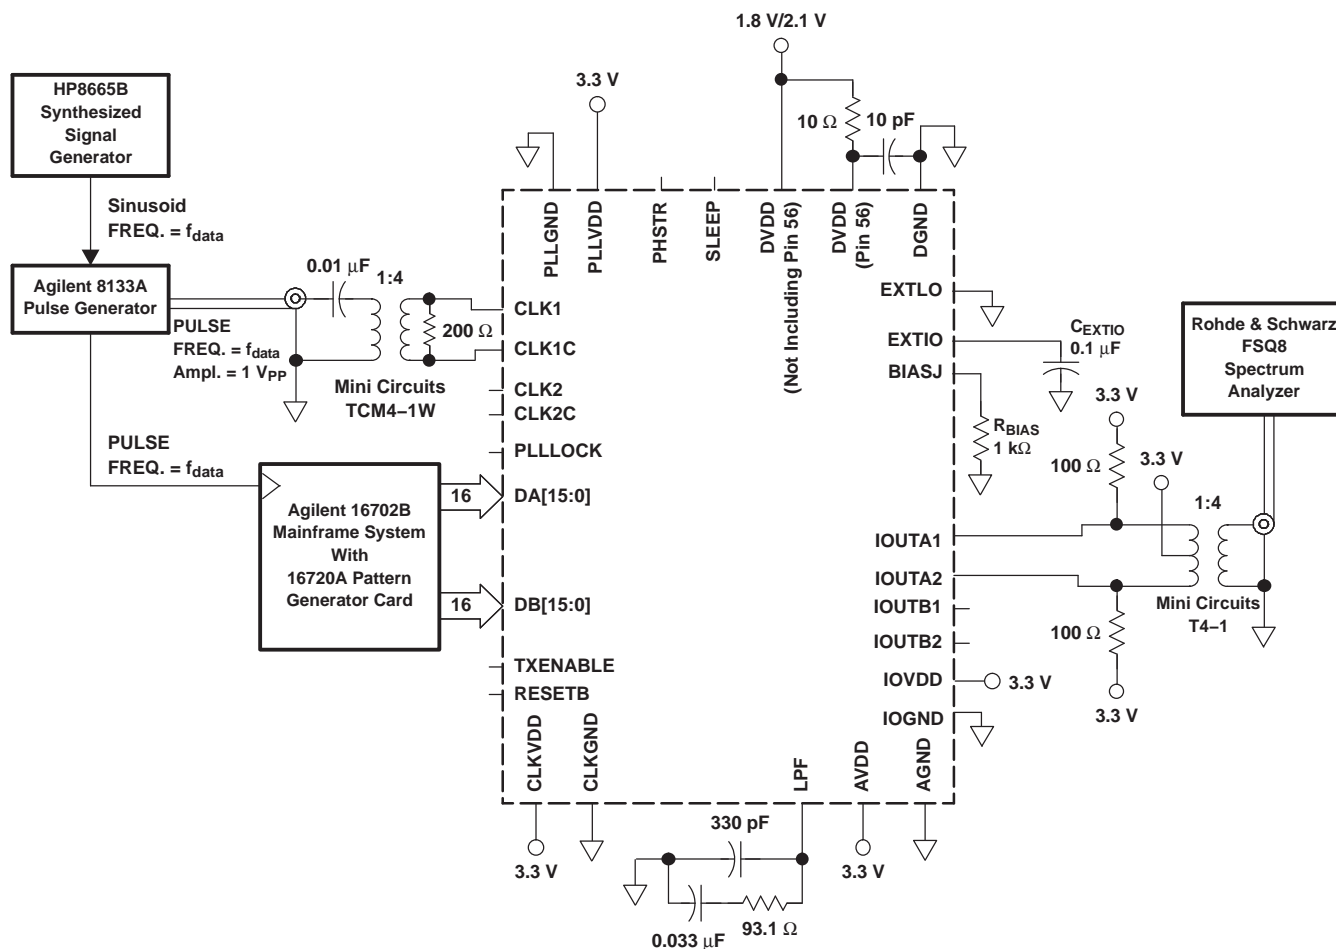 1.8 V/2.1 V
HP8665B
Synthesized
Signal
Generator
3.3 V
10 Ω
10 pF
Sinusoid
FREQ. = fdata
PLLGND
PLLVDD
PHSTR
SLEEP
DVDD
(Not Including Pin 56)
DVDD
(Pin 56)
DGND
Agilent 8133A
Pulse Generator
0.01 μF
1:4
200 Ω
PULSE
FREQ. = fdata
Ampl. = 1 VPP
Mini Circuits
TCM4–1W
CLK1
CLK1C
CLK2
CLK2C
PLLLOCK
EXTLO
EXTIO
BIASJ
CEXTIO
0.1 μF
RBIAS
1 kΩ
Rohde & Schwarz
FSQ8
Spectrum
Analyzer
PULSE
FREQ. = fdata
Agilent 16702B
Mainframe System
With
16720A Pattern
Generator Card
16
DA[15:0]
16
DB[15:0]
3.3 V
100 Ω
3.3 V
1:4
IOUTA1
IOUTA2
IOUTB1
IOUTB2
Mini Circuits
T4–1
100 Ω
3.3 V
TXENABLE
RESETB
IOVDD
3.3 V
IOGND
CLKVDD
CLKGND
LPF
AVDD
AGND
3.3 V
330 pF
3.3 V
0.033 μF
93.1 Ω